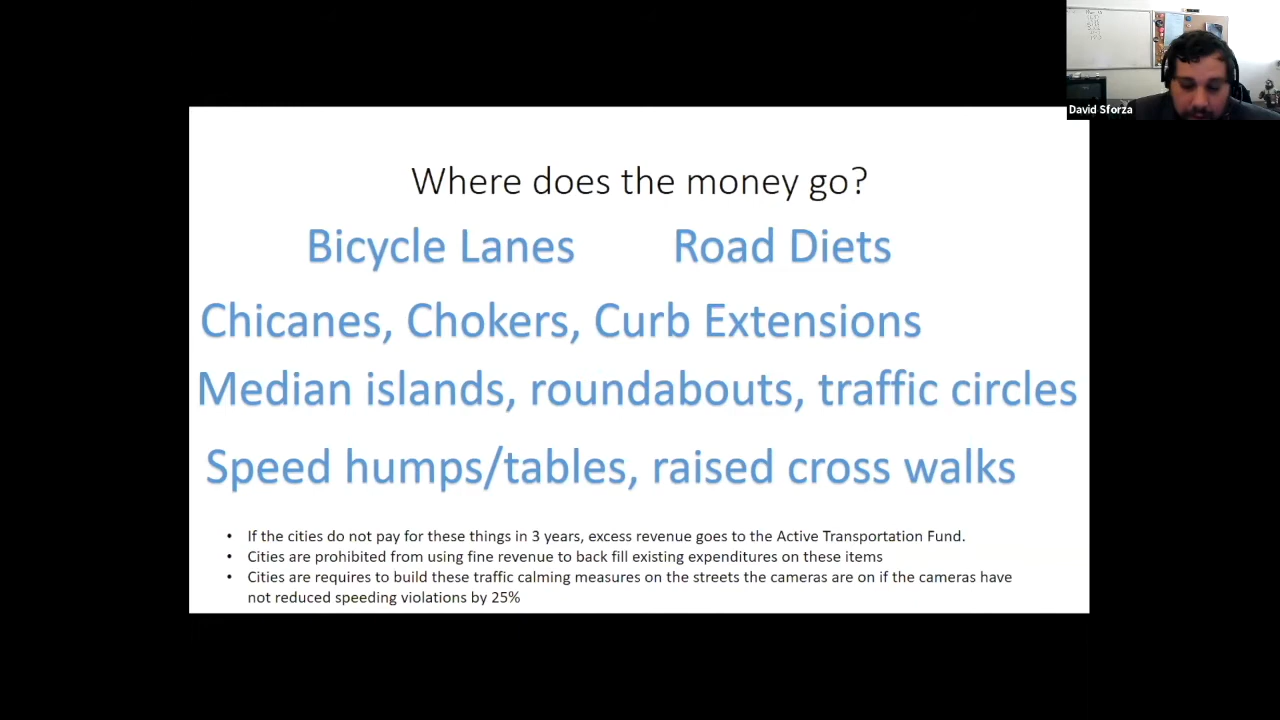 David Sforza
Where does the money go?
Bicycle Lanes Road Diets
Chicanes, Chokers, Curb Extensions
Median islands, roundabouts, traffic circles
Speed humps/tables, raised cross walks
• If the cities do not pay for these things in 3 years, excess revenue goes to the Active Transportation Fund.
• Cities are prohibited from using fine revenue to back fill existing expenditures on these items
• Cities are requires to build these traffic calming measures on the streets the cameras are on if the cameras have
not reduced speeding violations by 25%